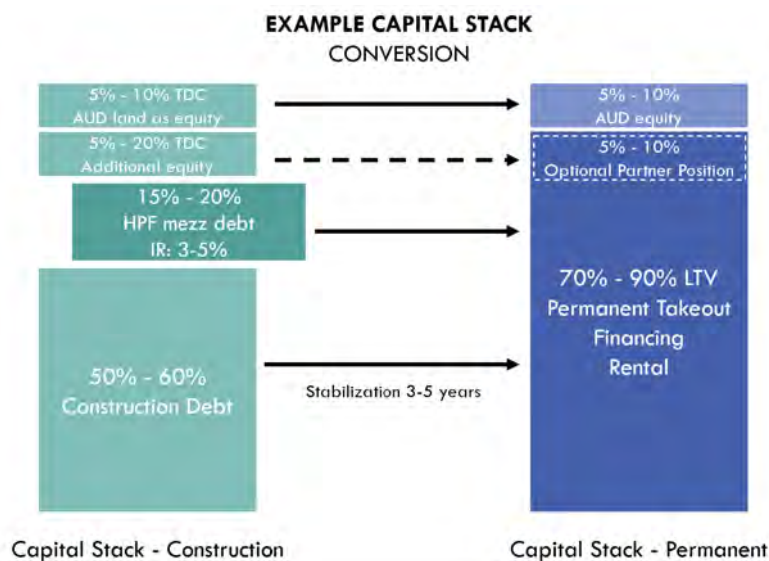 EXAMPLE CAPITAL STACK
CONVERSION
5% - 10% TDC
AUD land as equity
5% - 20% TDC
Additional equity
15% - 20%
HPF mezz debt
IR: 3-5%
50% - 60%
Construction Debt
Stabilization 3-5 years
5% - 10%
AUD equity
5% - 10%
Optional Partner Position
70% - 90% LTV
Permanent Takeout
Financing
Rental
Capital Stack - Construction
Capital Stack - Permanent